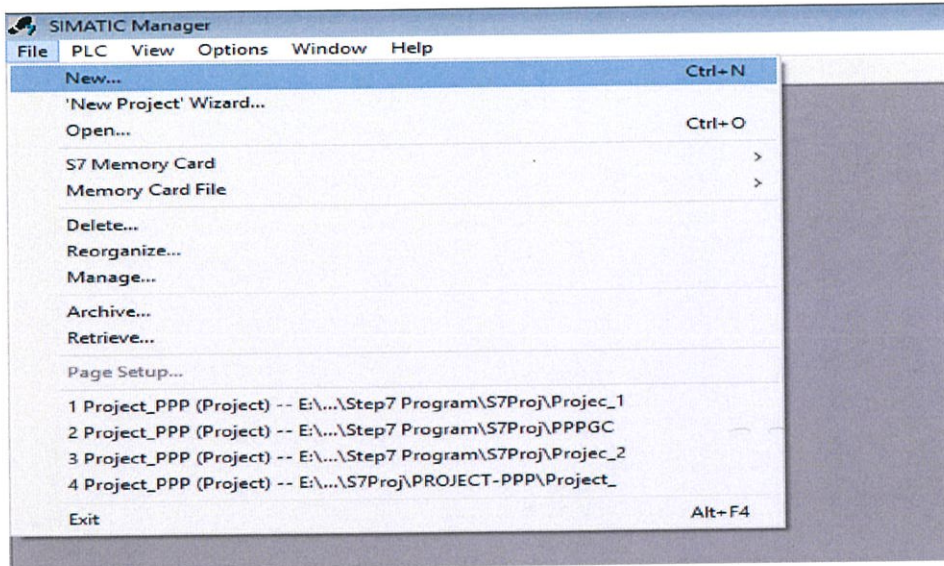 SIMATIC Manager
File PLC View Options Window Help
New... Ctrl+N
'New Project' Wizard...
Open... Ctrl+O
S7 Memory Card >
Memory Card File >
Delete...
Reorganize...
Manage...
Archive...
Retrieve...
Page Setup...
1 Project_PPP (Project) -- E:\...\Step7 Program\S7Proj\Projec_1
2 Project_PPP (Project) -- E:\...\Step7 Program\S7Proj\PPPGC
3 Project_PPP (Project) -- E:\...\Step7 Program\S7Proj\Projec_2
4 Project_PPP (Project) -- E:\...\S7Proj\PROJECT-PPP\Project_
Exit Alt+F4